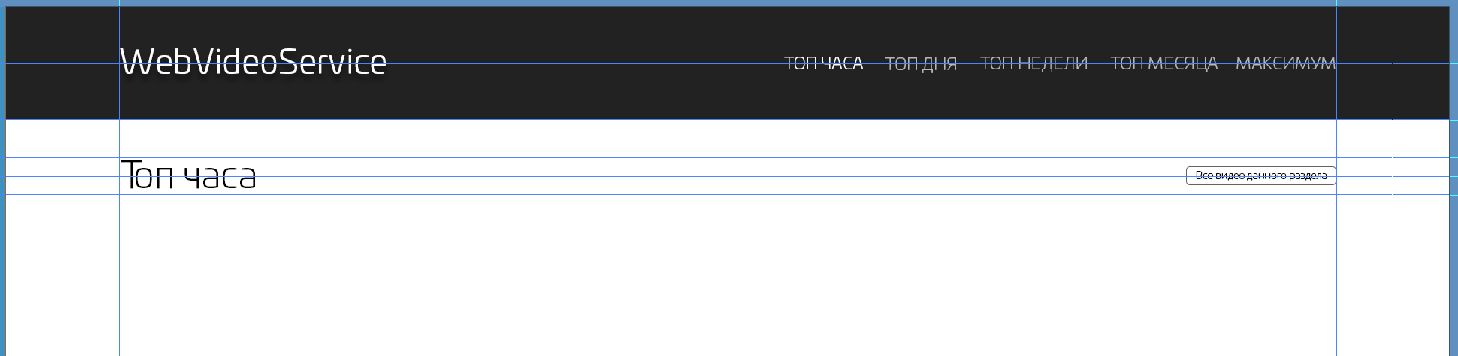 WebVideoService
ТОП ЧАСА ТОП ДНЯ ТОП НЕДЕЛИ ТОП МЕСЯЦА МАКСИМУМ
Топ часа
Все видео данного раздела